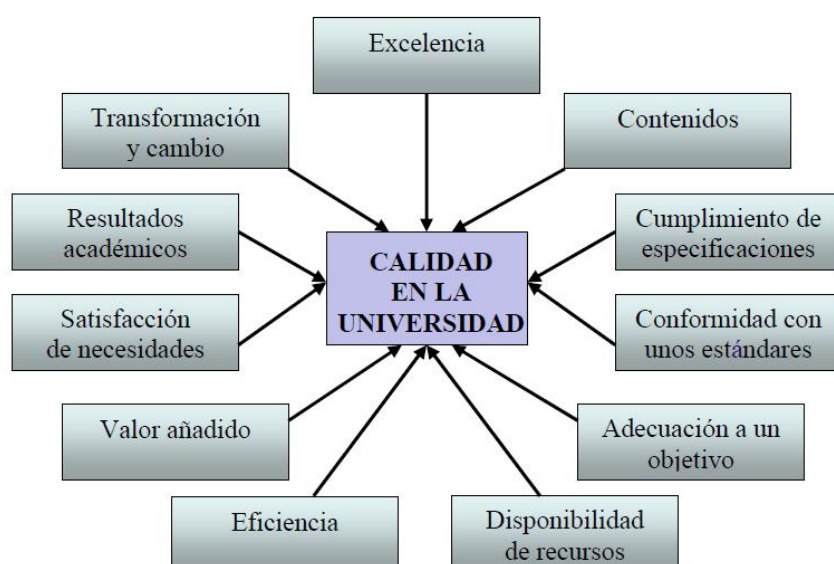 Excelencia
Transformación
y cambio
Contenidos
Resultados
académicos
Cumplimiento de
especificaciones
CALIDAD
EN LA
UNIVERSIDAD
Satisfacción
de necesidades
Conformidad con
unos estándares
Valor añadido
Adecuación a un
objetivo
Eficiencia
Disponibilidad
de recursos